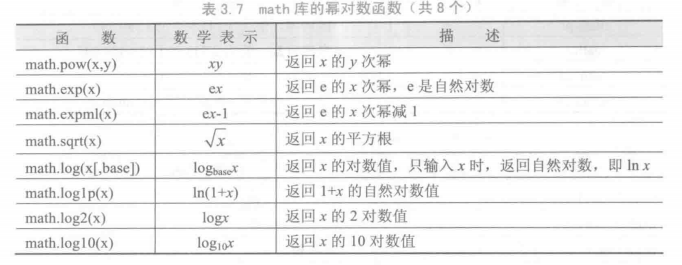 表 3.7 math 库的幂对数函数（共 8 个）
函 数 数 学 表 示 描 述
math.pow(x,y) xy 返回 x 的 y 次幂
math.exp(x) ex 返回 e 的 x 次幂，e 是自然对数
math.expml(x) ex-1 返回 e 的 x 次幂减 1
math.sqrt(x) √x 返回 x 的平方根
math.log(x[,base]) logbasex 返回 x 的对数值，只输入 x 时，返回自然对数，即 ln x
math.log1p(x) ln(1+x) 返回 1+x 的自然对数值
math.log2(x) logx 返回 x 的 2 对数值
math.log10(x) log10x 返回 x 的 10 对数值